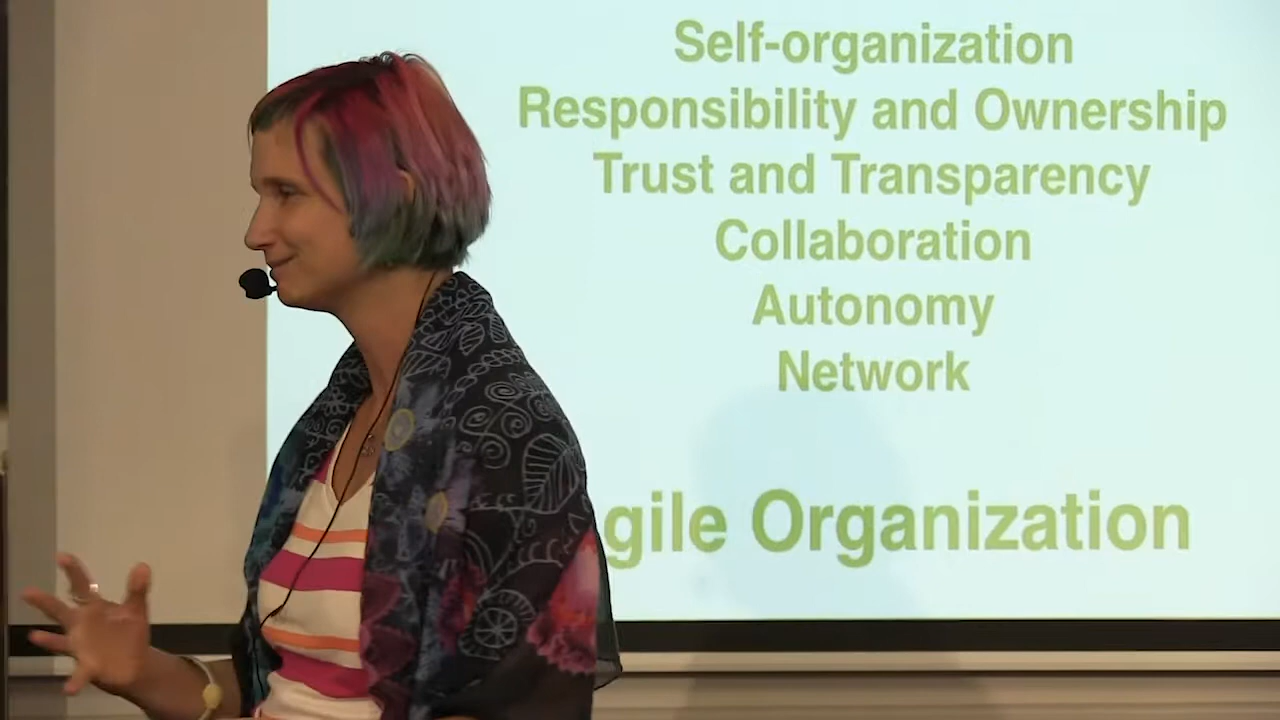 Self-organization
Responsibility and Ownership
Trust and Transparency
Collaboration
Autonomy
Network
gile Organization